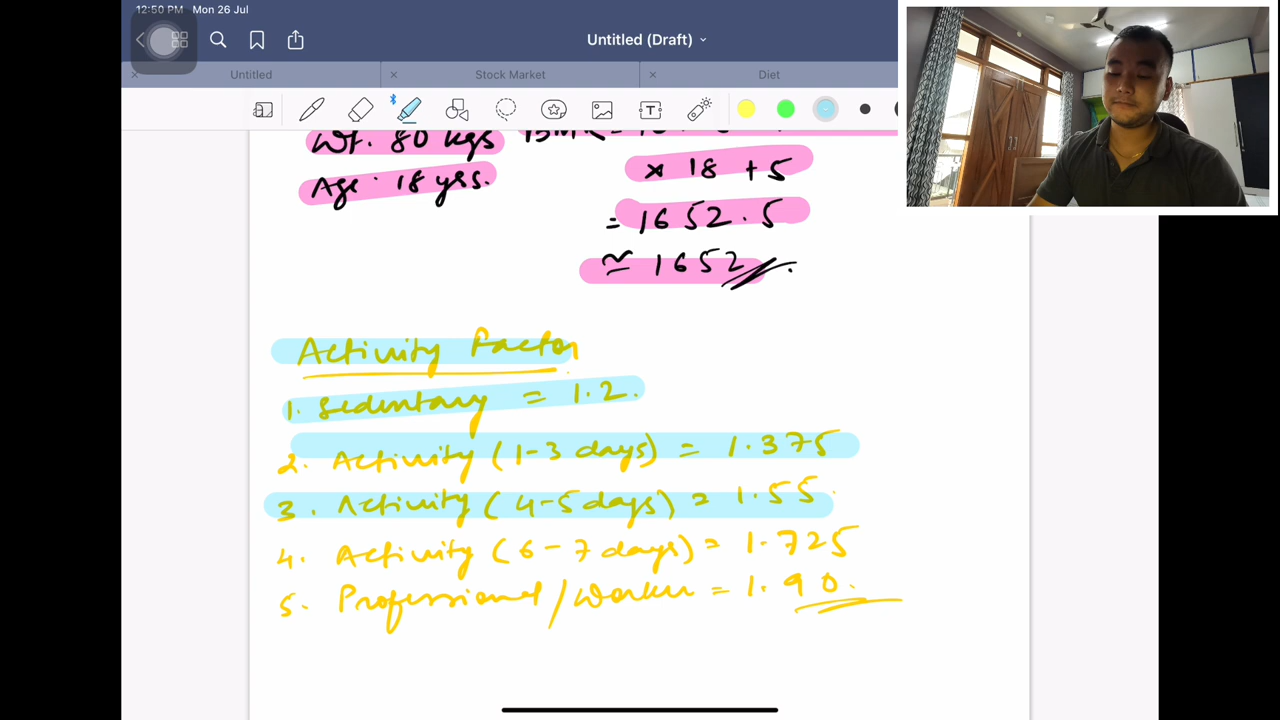 12:50 PM Mon 26 Jul
Untitled (Draft)
Untitled
Stock Market
Diet
Wt. 80 kgs
Age. 18 yrs.
× 18 + 5
= 1652.5
≅ 1652
Activity Factor
1. Sedentary = 1.2.
2. Activity (1-3 days) = 1.375
3. Activity (4-5 days) = 1.55
4. Activity (6-7 days) = 1.725
5. Professional/Worker = 1.90.